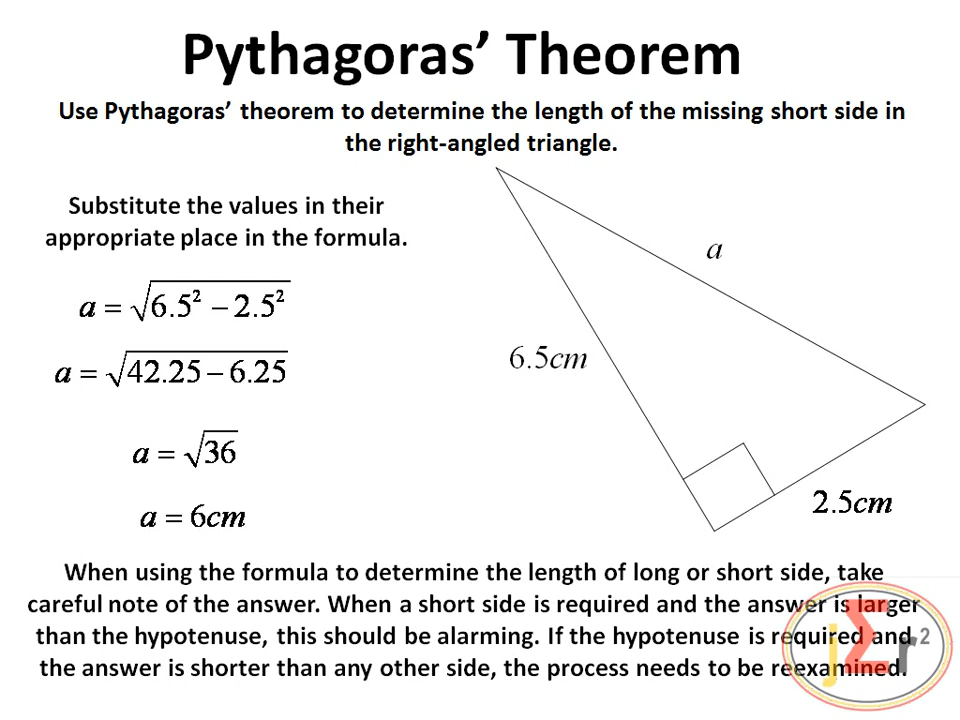 Pythagoras’ Theorem
Use Pythagoras’ theorem to determine the length of the missing short side in
the right-angled triangle.
Substitute the values in their
appropriate place in the formula.
a = √(6.5² − 2.5²)
a = √(42.25 − 6.25)
a = √36
a = 6cm
a
6.5cm
2.5cm
When using the formula to determine the length of long or short side, take
careful note of the answer. When a short side is required and the answer is larger
than the hypotenuse, this should be alarming. If the hypotenuse is required and
the answer is shorter than any other side, the process needs to be reexamined.
jΣr²